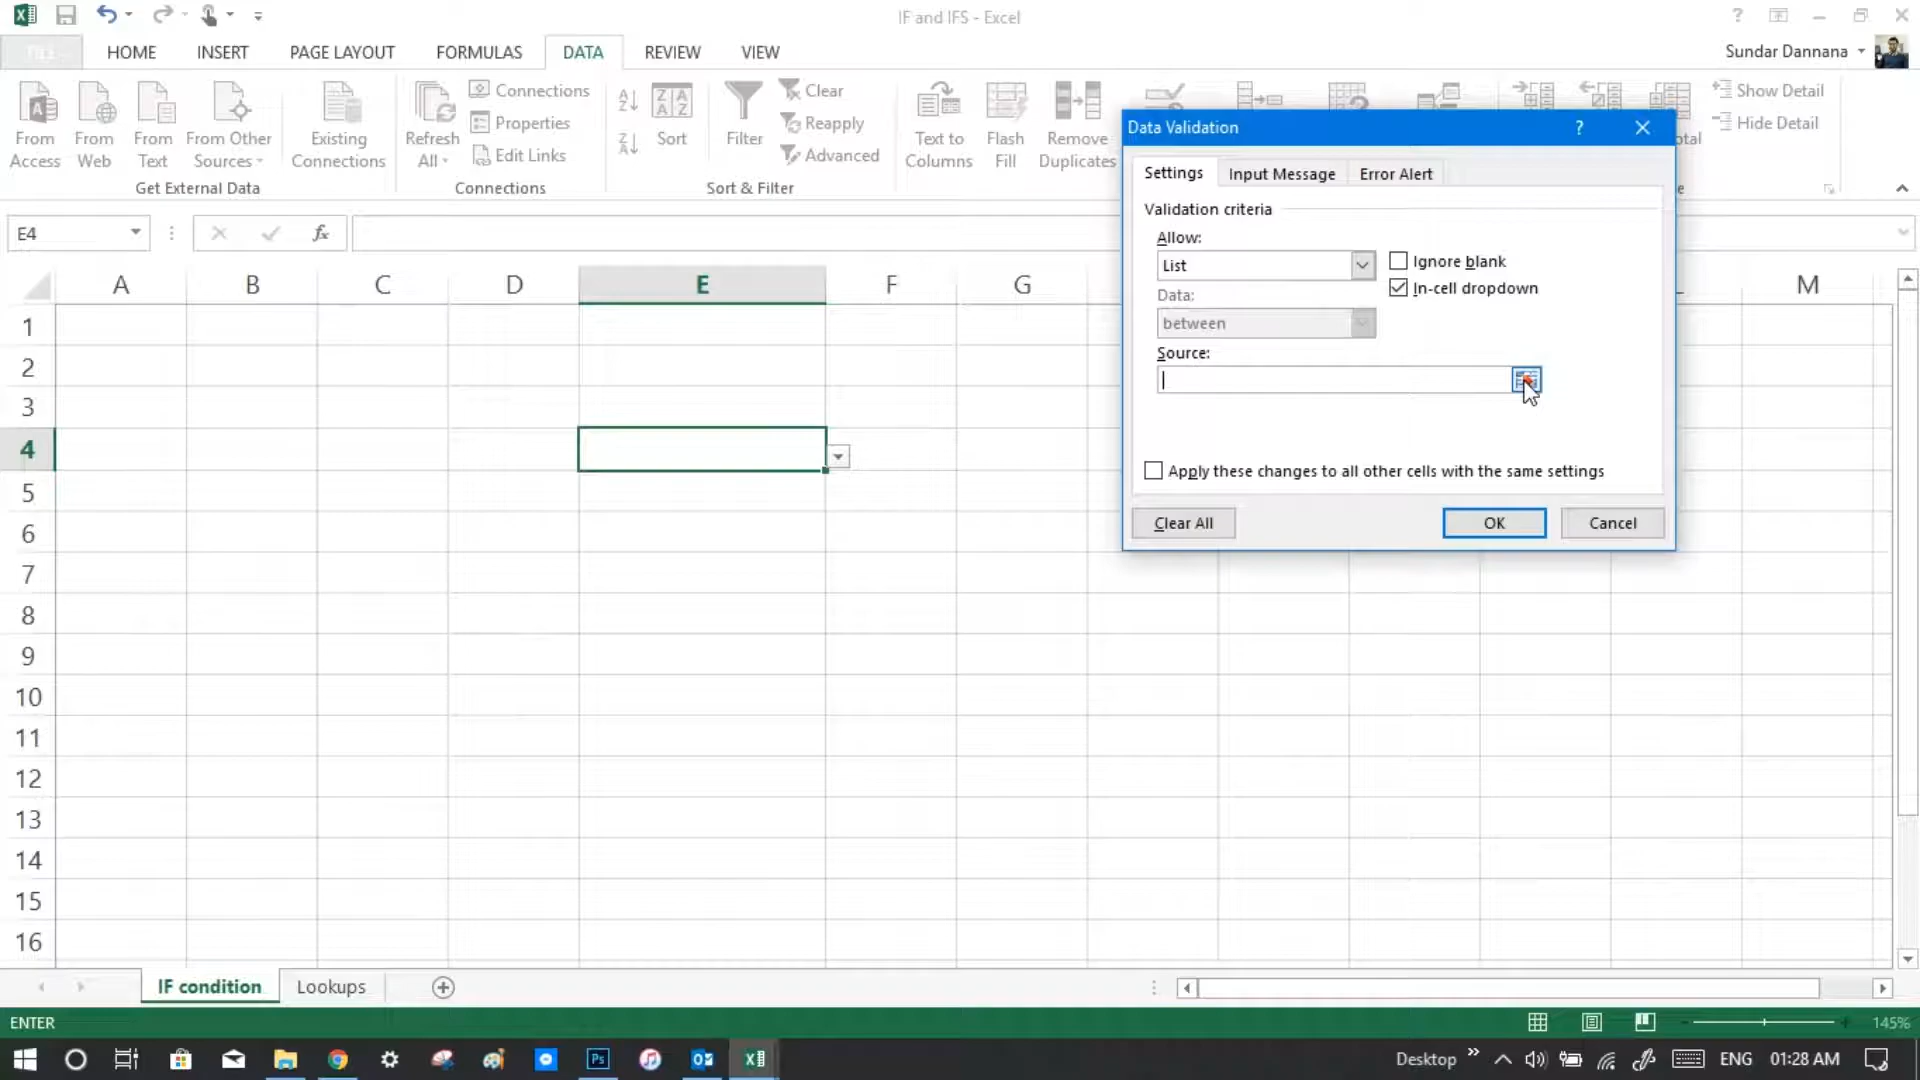 IF and IFS - Excel
?
HOME INSERT PAGE LAYOUT FORMULAS DATA REVIEW VIEW
Sundar Dannana
From Access
From Web
From Text
From Other Sources
Existing Connections
Get External Data
Refresh All
Connections
Properties
Edit Links
Connections
Sort
Filter
Clear
Reapply
Advanced
Sort & Filter
Text to Columns
Flash Fill
Remove Duplicates
Show Detail
Hide Detail
E4
fx
Data Validation
?
Settings Input Message Error Alert
Validation criteria
Allow:
List
Ignore blank
In-cell dropdown
Data:
between
Source:
Apply these changes to all other cells with the same settings
Clear All OK Cancel
A B C D E F G M
1
2
3
4
5
6
7
8
9
10
11
12
13
14
15
16
IF condition Lookups
ENTER
145%
Ps
Desktop
ENG
01:28 AM